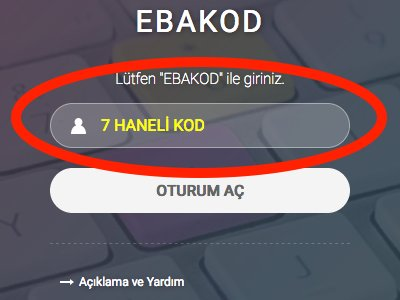 EBAKOD
Lütfen "EBAKOD" ile giriniz.
7 HANELİ KOD
OTURUM AÇ
Açıklama ve Yardım